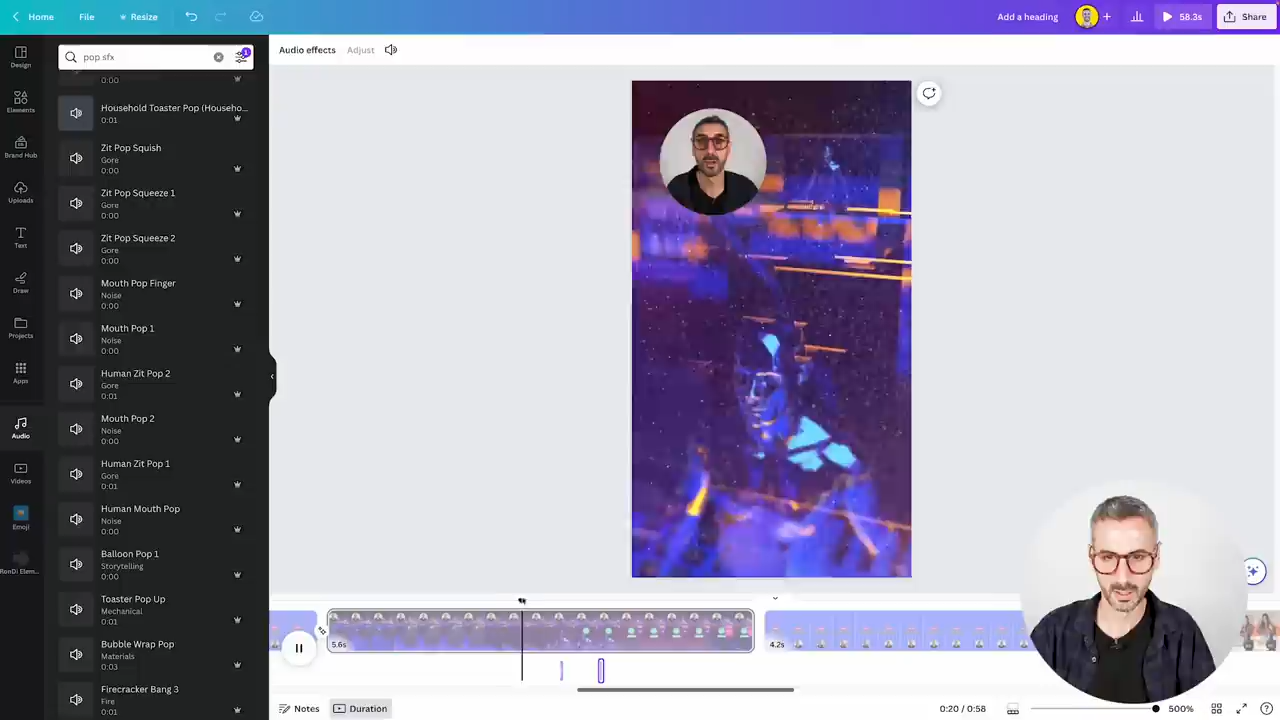 Home
File
Resize
Add a heading
58.3s
Share
Design
Elements
Brand Hub
Uploads
Text
Draw
Projects
Apps
Audio
Videos
Emoji
pop sfx
1
0:00
Household Toaster Pop (Househo...
0:01
Zit Pop Squish
Gore
0:00
Zit Pop Squeeze 1
Gore
0:00
Zit Pop Squeeze 2
Gore
0:00
Mouth Pop Finger
Noise
0:00
Mouth Pop 1
Noise
0:00
Human Zit Pop 2
Gore
0:01
Mouth Pop 2
Noise
0:00
Human Zit Pop 1
Gore
0:01
Human Mouth Pop
Noise
0:00
Balloon Pop 1
Storytelling
0:00
Toaster Pop Up
Mechanical
0:01
Bubble Wrap Pop
Materials
0:03
Firecracker Bang 3
Fire
0:01
Audio effects
Adjust
5.6s
4.2s
Notes
Duration
0:20 / 0:58
500%